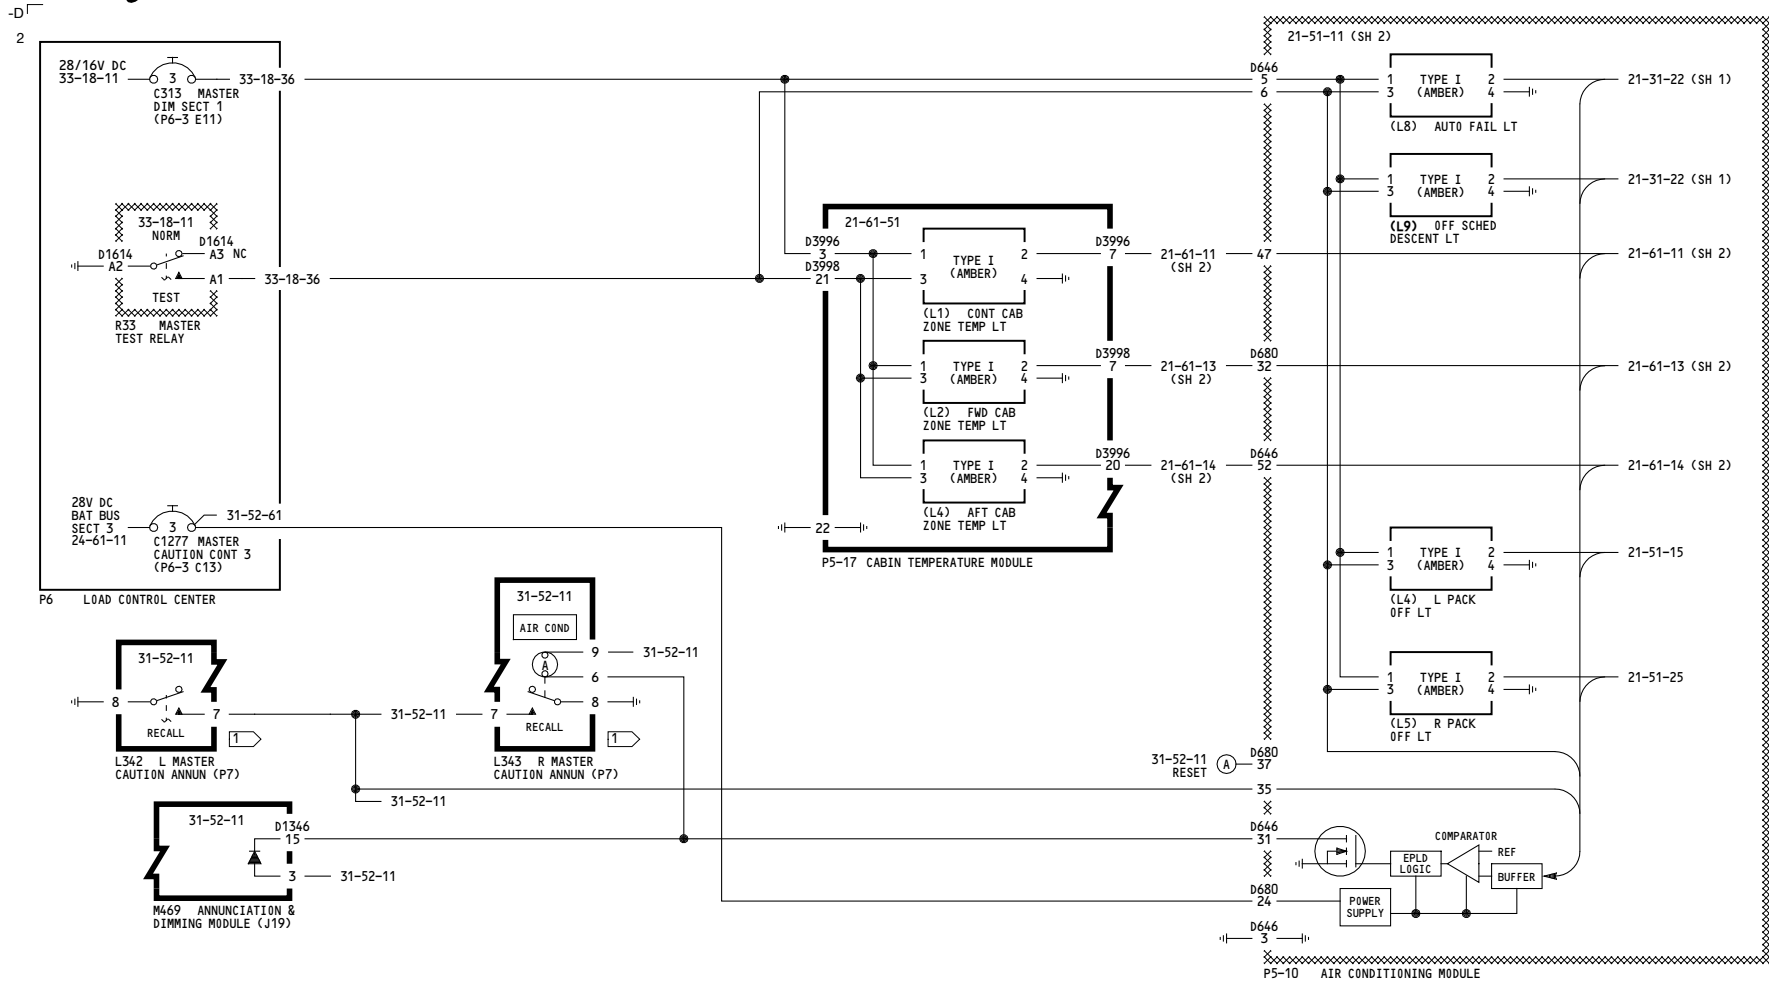 -D
2
28/16V DC
33-18-11
3
33-18-36
C313 MASTER
DIM SECT 1
(P6-3 E11)
33-18-11
NORM
D1614
A2
D1614
A3 NC
A1
33-18-36
TEST
R33 MASTER
TEST RELAY
28V DC
BAT BUS
SECT 3
24-61-11
3
31-52-61
C1277 MASTER
CAUTION CONT 3
(P6-3 C13)
P6 LOAD CONTROL CENTER
31-52-11
8
7
RECALL
1
L342 L MASTER
CAUTION ANNUN (P7)
31-52-11
31-52-11
31-52-11
AIR COND
A
9
31-52-11
6
7
8
RECALL
1
L343 R MASTER
CAUTION ANNUN (P7)
31-52-11
D1346
15
3
31-52-11
M469 ANNUNCIATION &
DIMMING MODULE (J19)
21-61-51
D3996
3
D3998
21
1
3
TYPE I
(AMBER)
2
4
(L1) CONT CAB
ZONE TEMP LT
1
3
TYPE I
(AMBER)
2
4
(L2) FWD CAB
ZONE TEMP LT
1
3
TYPE I
(AMBER)
2
4
(L4) AFT CAB
ZONE TEMP LT
22
P5-17 CABIN TEMPERATURE MODULE
D3996
7
21-61-11
(SH 2)
47
D3998
7
21-61-13
(SH 2)
D680
32
D3996
20
21-61-14
(SH 2)
D646
52
21-51-11 (SH 2)
D646
5
6
1
3
TYPE I
(AMBER)
2
4
21-31-22 (SH 1)
(L8) AUTO FAIL LT
1
3
TYPE I
(AMBER)
2
4
21-31-22 (SH 1)
(L9) OFF SCHED
DESCENT LT
21-61-11 (SH 2)
21-61-13 (SH 2)
21-61-14 (SH 2)
1
3
TYPE I
(AMBER)
2
4
21-51-15
(L4) L PACK
OFF LT
1
3
TYPE I
(AMBER)
2
4
21-51-25
(L5) R PACK
OFF LT
31-52-11
RESET
A
D680
37
35
D646
31
COMPARATOR
REF
EPLD
LOGIC
BUFFER
D680
24
POWER
SUPPLY
D646
3
P5-10 AIR CONDITIONING MODULE